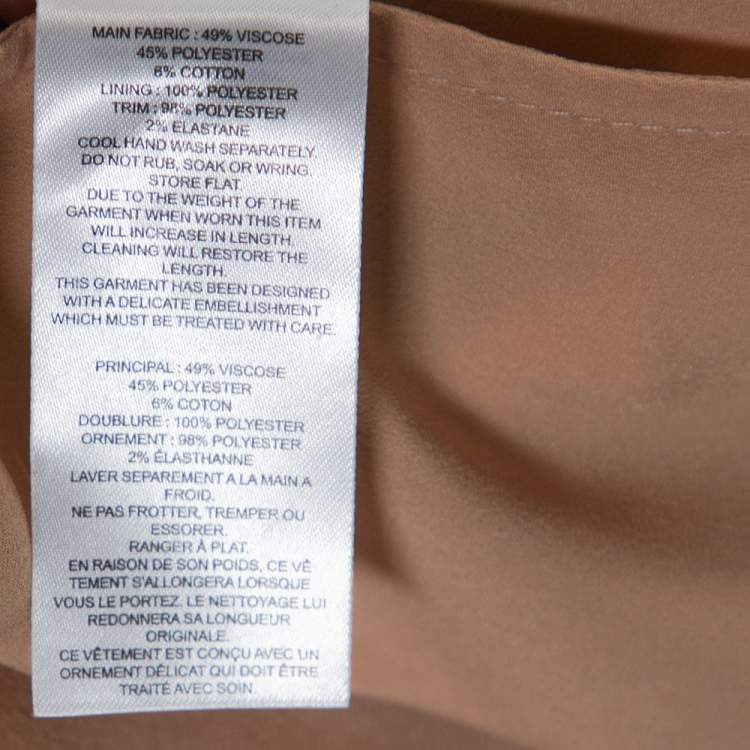 MAIN FABRIC : 49% VISCOSE
45% POLYESTER
6% COTTON
LINING : 100% POLYESTER
TRIM : 98% POLYESTER
2% ELASTANE
COOL HAND WASH SEPARATELY.
DO NOT RUB, SOAK OR WRING.
STORE FLAT.
DUE TO THE WEIGHT OF THE
GARMENT WHEN WORN THIS ITEM
WILL INCREASE IN LENGTH.
CLEANING WILL RESTORE THE
LENGTH.
THIS GARMENT HAS BEEN DESIGNED
WITH A DELICATE EMBELLISHMENT
WHICH MUST BE TREATED WITH CARE.
PRINCIPAL : 49% VISCOSE
45% POLYESTER
6% COTON
DOUBLURE : 100% POLYESTER
ORNEMENT : 98% POLYESTER
2% ÉLASTHANNE
LAVER SEPAREMENT A LA MAIN A
FROID.
NE PAS FROTTER, TREMPER OU
ESSORER.
RANGER À PLAT.
EN RAISON DE SON POIDS, CE VÊ
TEMENT S'ALLONGERA LORSQUE
VOUS LE PORTEZ. LE NETTOYAGE LUI
REDONNERA SA LONGUEUR
ORIGINALE.
CE VÊTEMENT EST CONÇU AVEC UN
ORNEMENT DÉLICAT QUI DOIT ÊTRE
TRAITÉ AVEC SOIN.